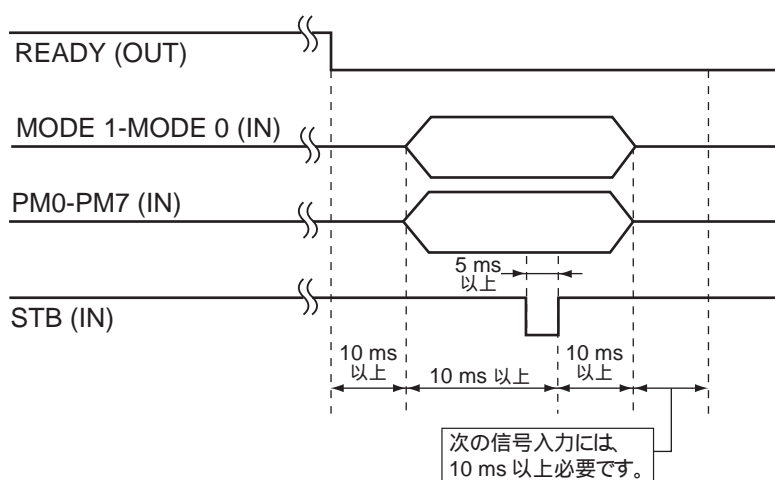 READY (OUT)
MODE 1-MODE 0 (IN)
PM0-PM7 (IN)
5 ms
以上
STB (IN)
10 ms
以上
10 ms 以上
10 ms
以上
次の信号入力には、
10 ms 以上必要です。